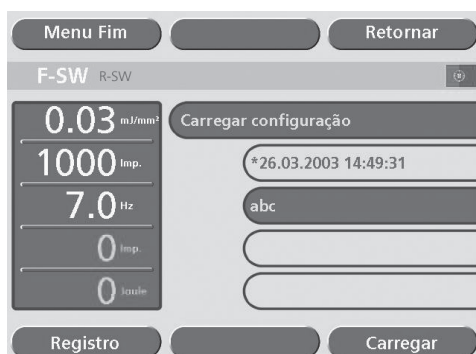 Menu Fim
Retornar
F-SW R-SW
0.03 mJ/mm²
1000 Imp.
7.0 Hz
0 Imp.
0 Joule
Carregar configuração
*26.03.2003 14:49:31
abc
Registro
Carregar